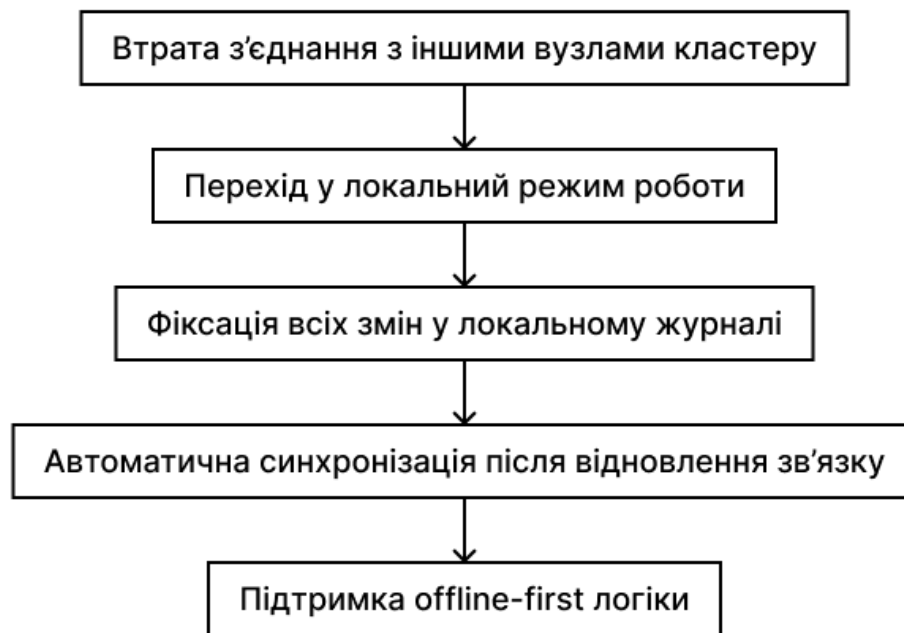 Втрата з’єднання з іншими вузлами кластеру
Перехід у локальний режим роботи
Фіксація всіх змін у локальному журналі
Автоматична синхронізація після відновлення зв’язку
Підтримка offline-first логіки